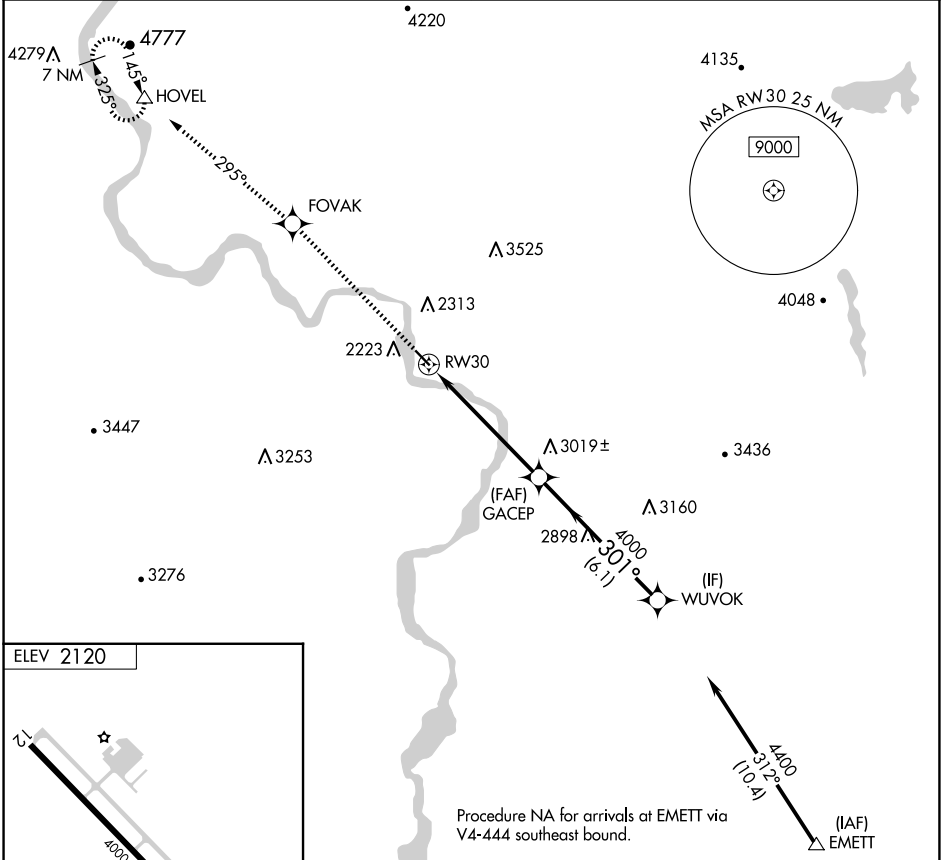 4220
4279
4777
7 NM
145°
325°
HOVEL
4135
MSA RW30 25 NM
9000
295°
FOVAK
3525
4048
2313
2223
RW30
3447
3253
3019±
3436
(FAF)
GACEP
3160
2898
4000
301°
(6.1)
(IF)
WUVOK
3276
ELEV 2120
12
4000
4400
312°
(10.4)
Procedure NA for arrivals at EMETT via
V4-444 southeast bound.
(IAF)
EMETT